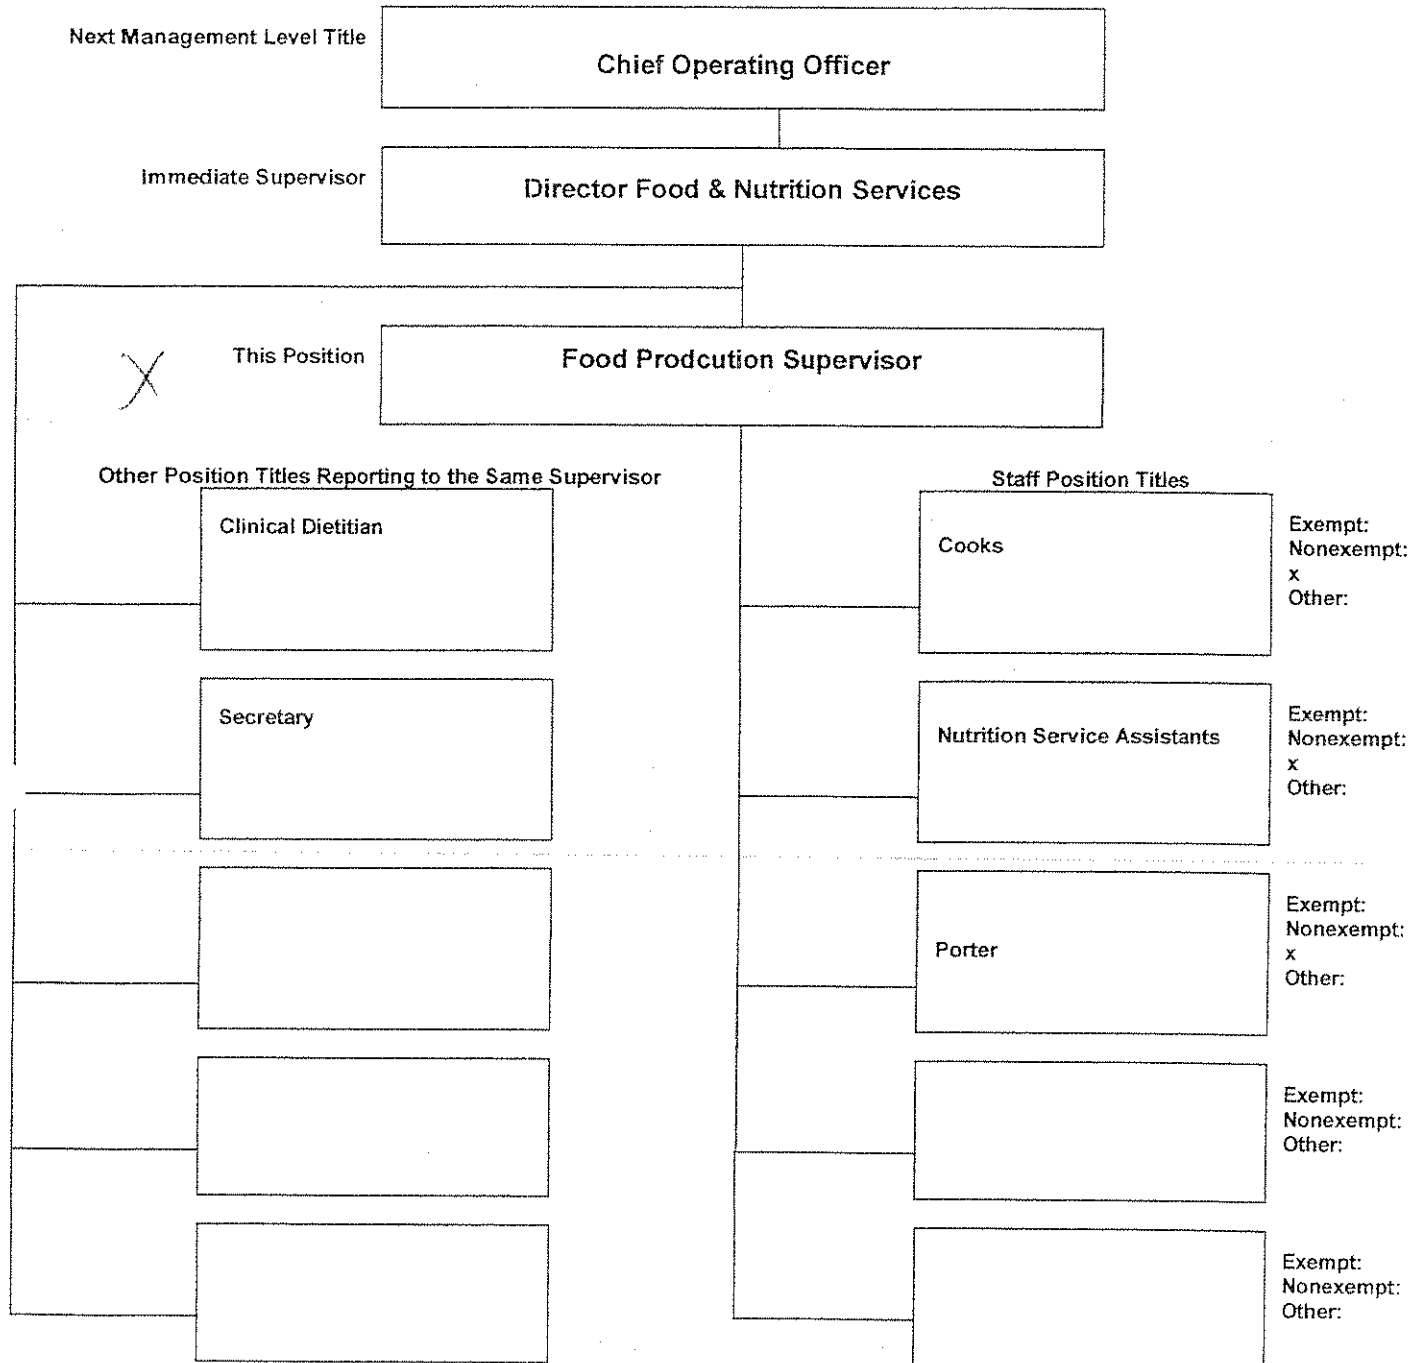 Next Management Level Title
Chief Operating Officer
Immediate Supervisor
Director Food & Nutrition Services
This Position
Food Prodcution Supervisor
X
Other Position Titles Reporting to the Same Supervisor
Clinical Dietitian
Secretary
Staff Position Titles
Cooks
Exempt:
Nonexempt:
x
Other:
Nutrition Service Assistants
Exempt:
Nonexempt:
x
Other:
Porter
Exempt:
Nonexempt:
x
Other:
Exempt:
Nonexempt:
Other:
Exempt:
Nonexempt:
Other: